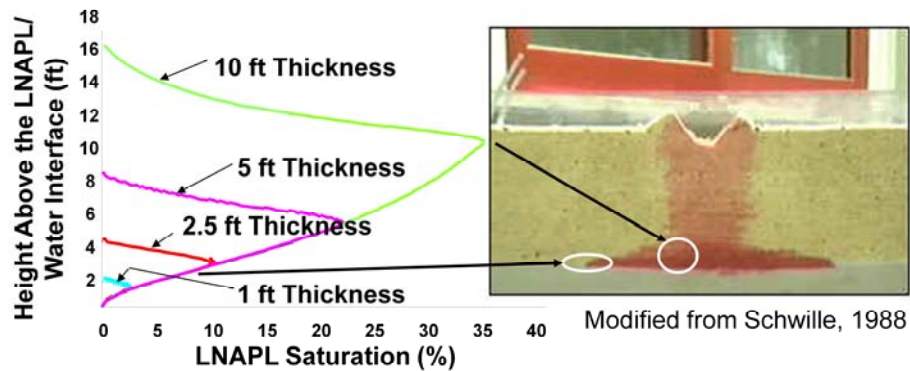 Height Above the LNAPL/
Water Interface (ft)
18
16
14
12
10
8
6
4
2
10 ft Thickness
5 ft Thickness
2.5 ft Thickness
1 ft Thickness
0 5 10 15 20 25 30 35 40
LNAPL Saturation (%)
Modified from Schwille, 1988